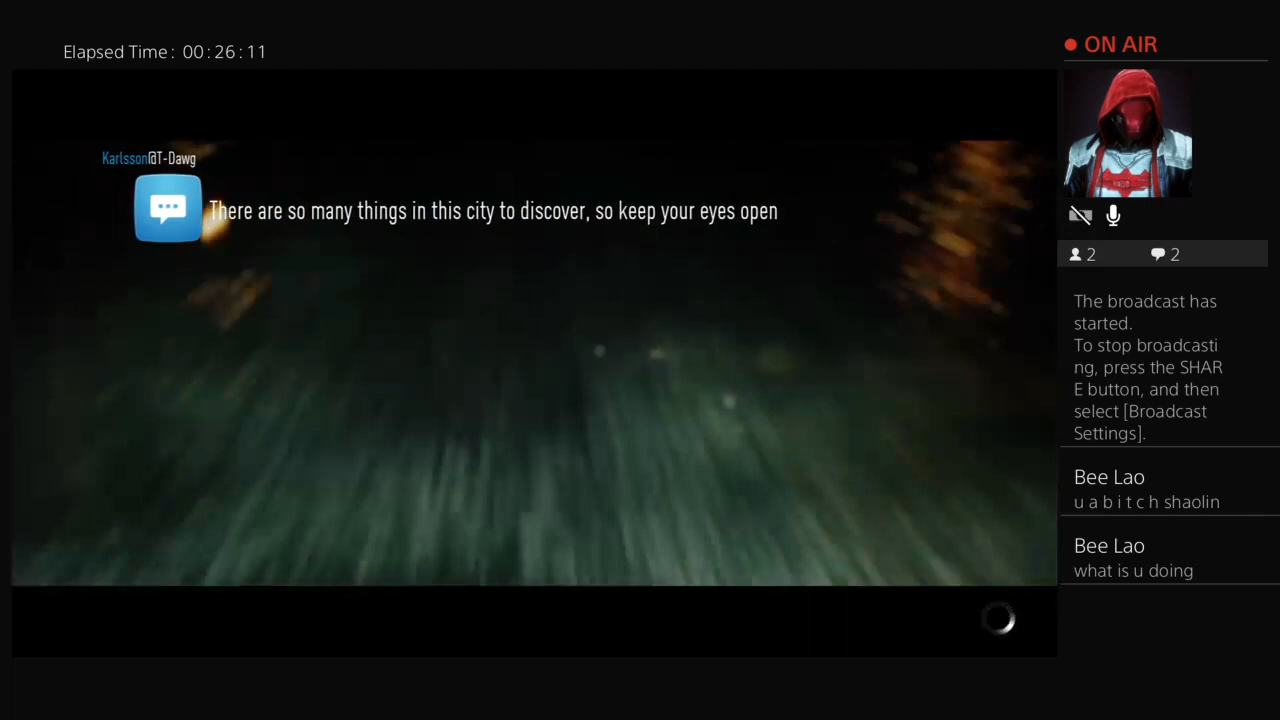 Elapsed Time: 00:26:11
ON AIR
Karlsson@T-Dawg
There are so many things in this city to discover, so keep your eyes open
2 2
The broadcast has
started.
To stop broadcasti
ng, press the SHAR
E button, and then
select [Broadcast
Settings].
Bee Lao
u a b i t c h shaolin
Bee Lao
what is u doing